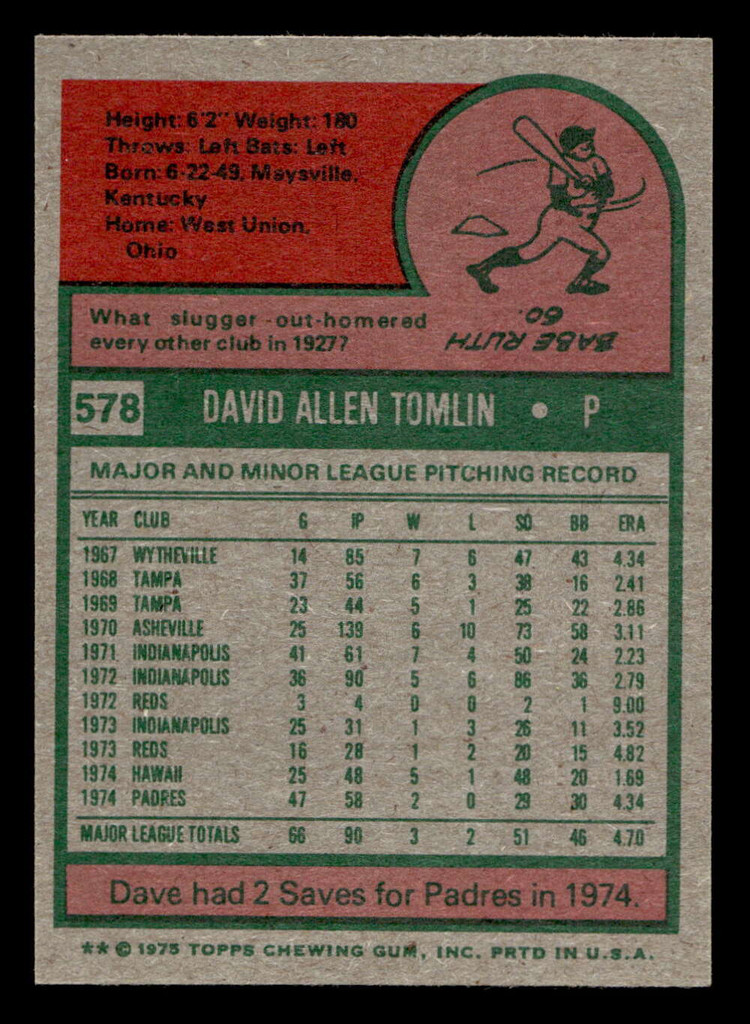 Height: 6'2" Weight: 180
Throws: Left Bats: Left
Born: 6-22-49, Maysville,
Kentucky
Home: West Union,
Ohio
What slugger out-homered
every other club in 1927?
BABE RUTH
60.
578 DAVID ALLEN TOMLIN • P
MAJOR AND MINOR LEAGUE PITCHING RECORD
YEAR CLUB G IP W L SO BB ERA
1967 WYTHEVILLE 14 85 7 6 47 43 4.34
1968 TAMPA 37 56 6 3 38 16 2.41
1969 TAMPA 23 44 5 1 25 22 2.86
1970 ASHEVILLE 25 139 6 10 73 58 3.11
1971 INDIANAPOLIS 41 61 7 4 50 24 2.23
1972 INDIANAPOLIS 36 90 5 6 86 36 2.79
1972 REDS 3 4 0 0 2 1 9.00
1973 INDIANAPOLIS 25 31 1 3 26 11 3.52
1973 REDS 16 28 1 2 20 15 4.82
1974 HAWAII 25 48 5 1 48 20 1.69
1974 PADRES 47 58 2 0 29 30 4.34
MAJOR LEAGUE TOTALS 66 90 3 2 51 46 4.70
Dave had 2 Saves for Padres in 1974.
** © 1975 TOPPS CHEWING GUM, INC. PRTD IN U.S.A.